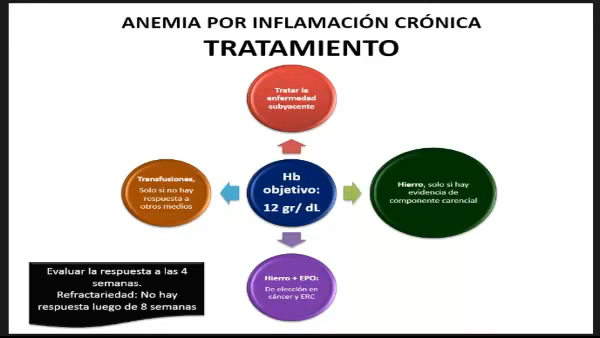 ANEMIA POR INFLAMACIÓN CRÓNICA
TRATAMIENTO
Tratar la
enfermedad
subyacente
Transfusiones,
Solo si no hay
respuesta a
otros medios
Hb
objetivo:
12 gr/ dL
Hierro, solo si hay
evidencia de
componente carencial
Hierro + EPO:
De elección en
cáncer y ERC
Evaluar la respuesta a las 4
semanas.
Refractariedad: No hay
respuesta luego de 8 semanas